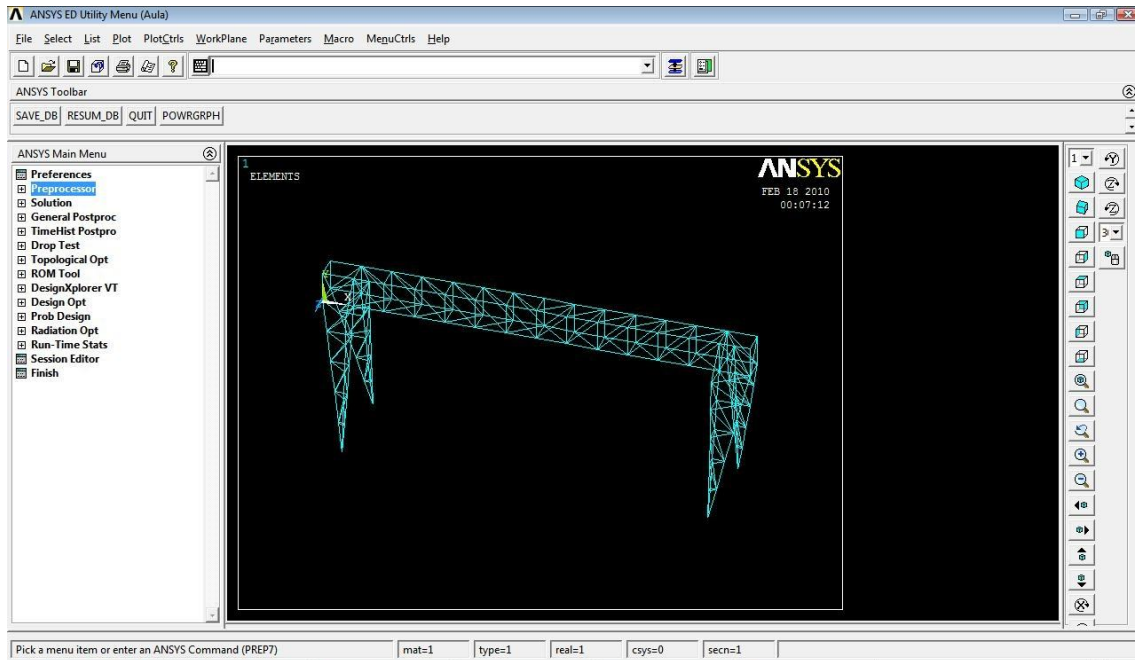 ANSYS ED Utility Menu (Aula)
File Select List Plot PlotCtrls WorkPlane Parameters Macro MenuCtrls Help
ANSYS Toolbar
SAVE_DB RESUM_DB QUIT POWRGRPH
ANSYS Main Menu
Preferences
Preprocessor
Solution
General Postproc
TimeHist Postpro
Drop Test
Topological Opt
ROM Tool
DesignXplorer VT
Design Opt
Prob Design
Radiation Opt
Run-Time Stats
Session Editor
Finish
1
ELEMENTS
ANSYS
FEB 18 2010
00:07:12
X
1
Pick a menu item or enter an ANSYS Command (PREP7) mat=1 type=1 real=1 csys=0 secn=1